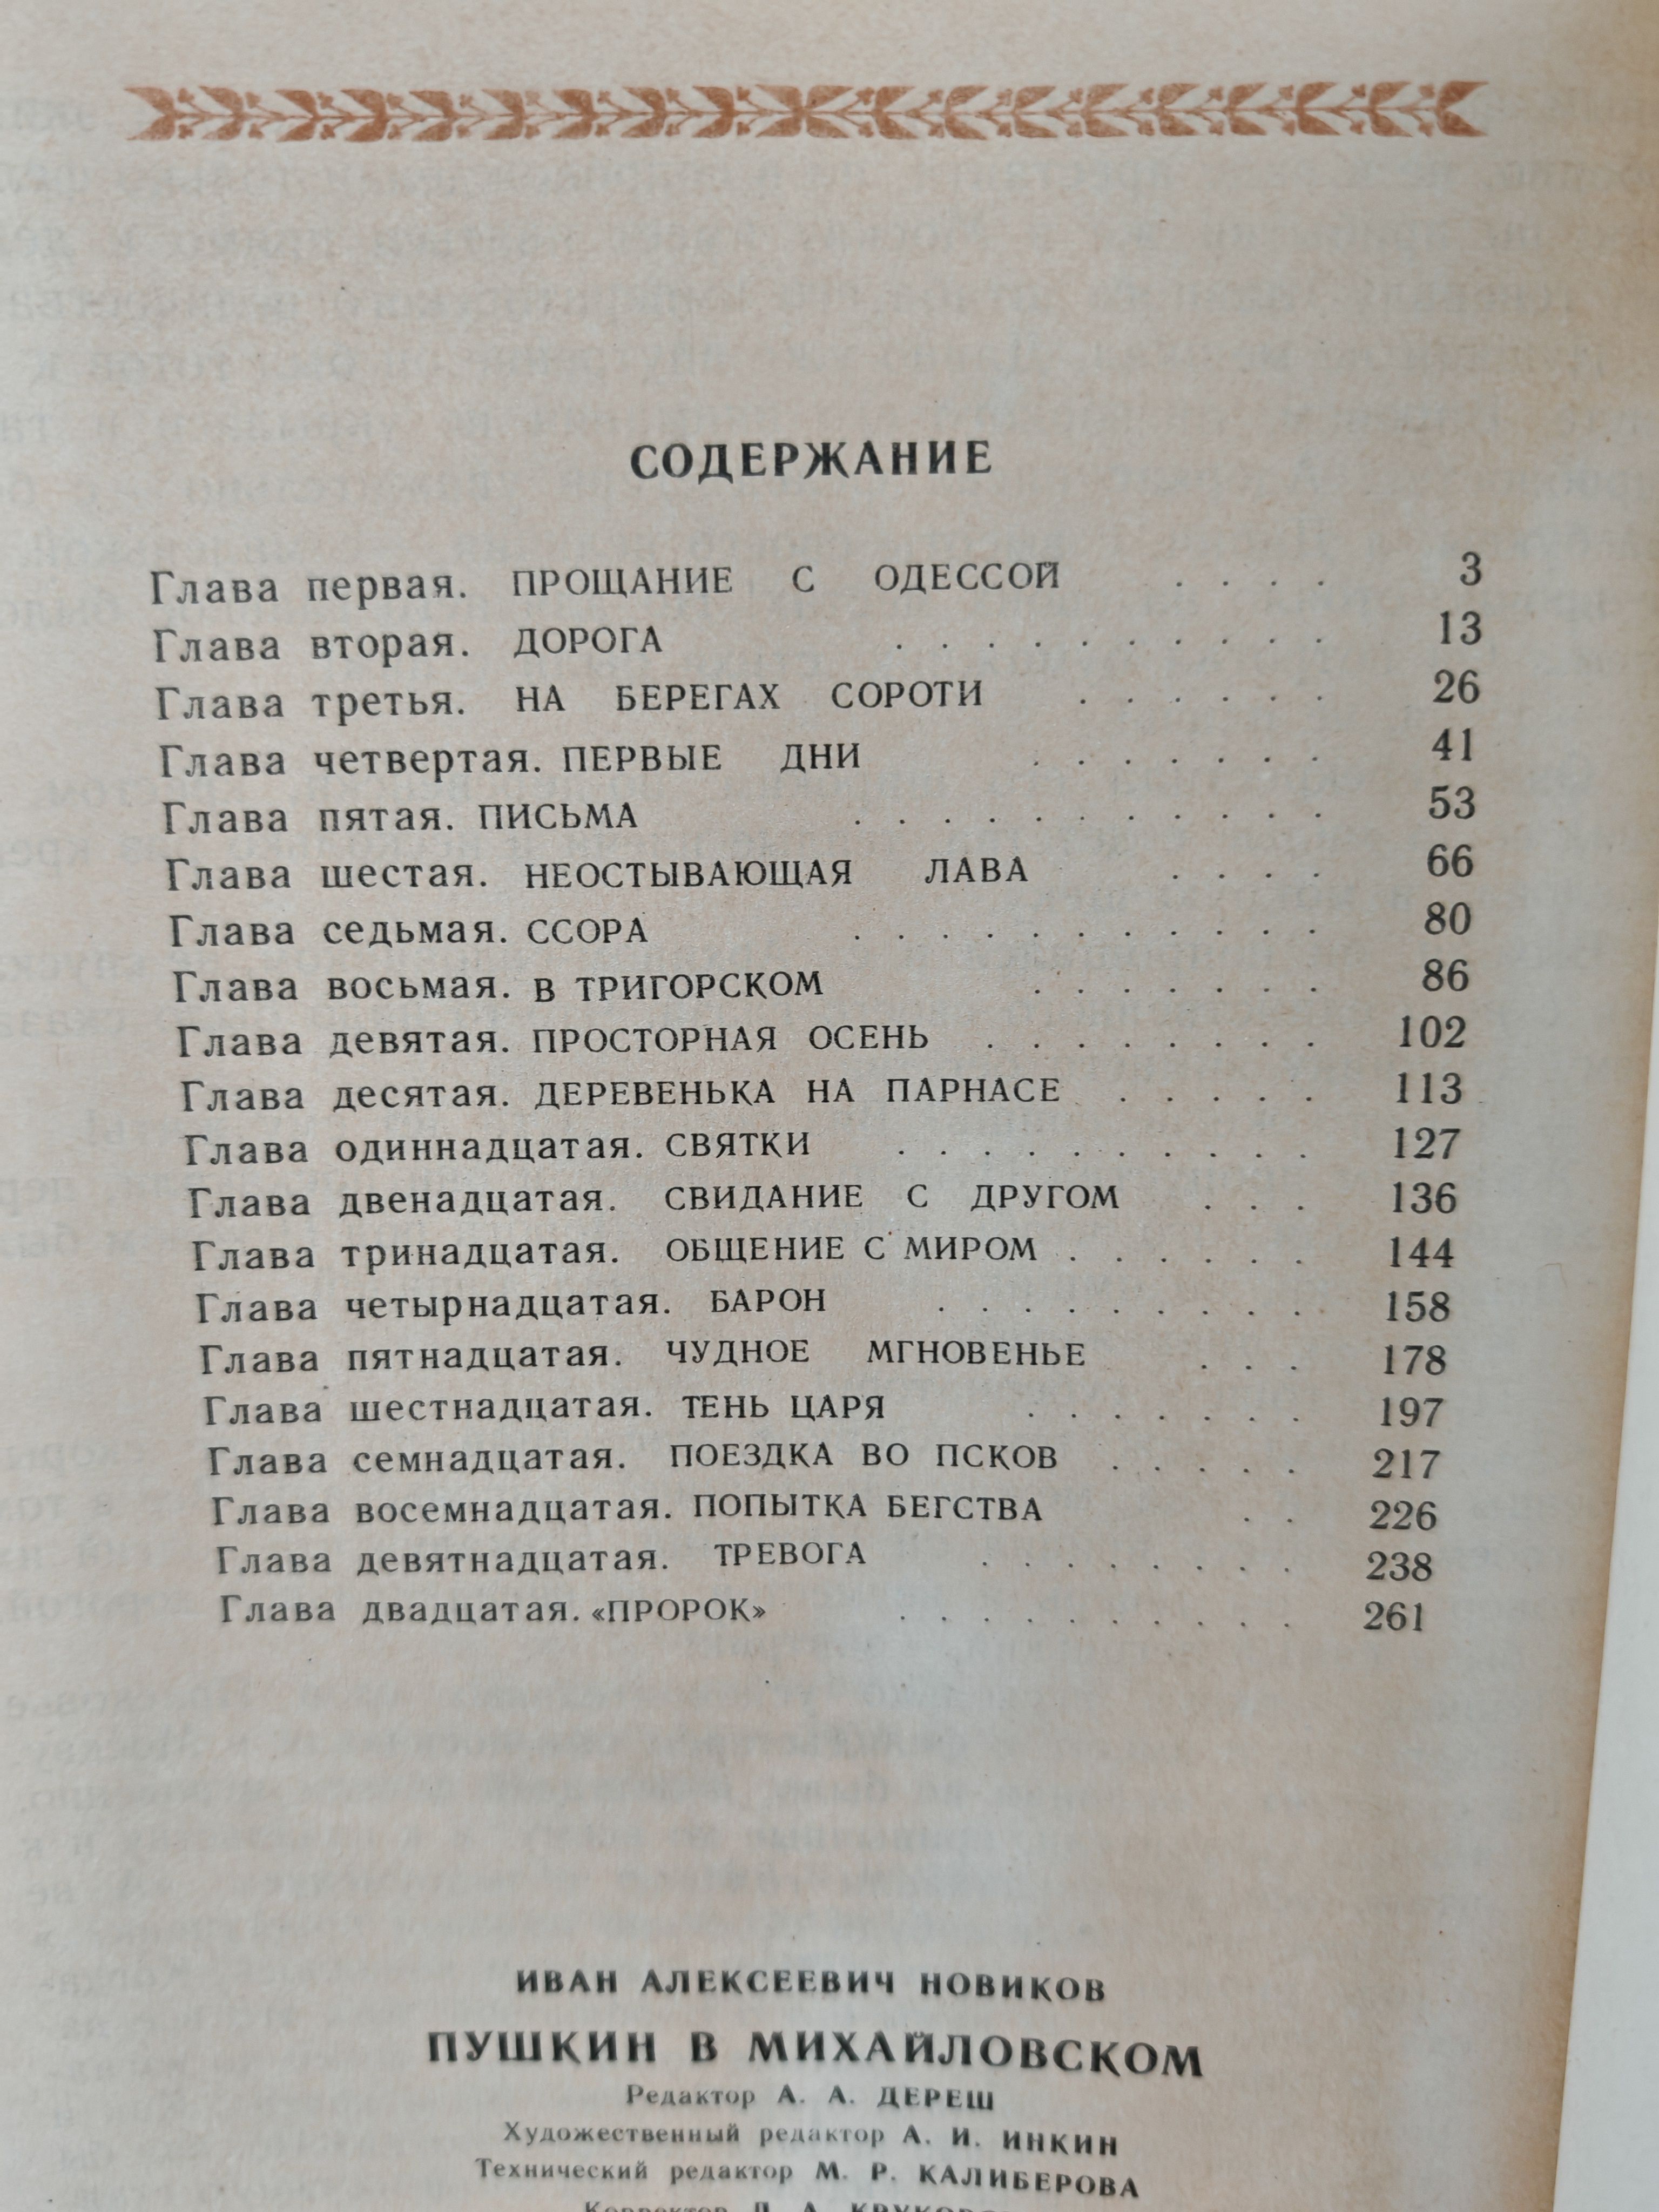 СОДЕРЖАНИЕ
Глава первая. ПРОЩАНИЕ С ОДЕССОЙ . . . . 3
Глава вторая. ДОРОГА . . . . . . . . . . 13
Глава третья. НА БЕРЕГАХ СОРОТИ . . . . . . 26
Глава четвертая. ПЕРВЫЕ ДНИ . . . . . . . 41
Глава пятая. ПИСЬМА . . . . . . . . . . . 53
Глава шестая. НЕОСТЫВАЮЩАЯ ЛАВА . . . . 66
Глава седьмая. ССОРА . . . . . . . . . . . 80
Глава восьмая. В ТРИГОРСКОМ . . . . . . . 86
Глава девятая. ПРОСТОРНАЯ ОСЕНЬ . . . . . . . . 102
Глава десятая. ДЕРЕВЕНЬКА НА ПАРНАСЕ . . . . . 113
Глава одиннадцатая. СВЯТКИ . . . . . . . . . . 127
Глава двенадцатая. СВИДАНИЕ С ДРУГОМ . . . 136
Глава тринадцатая. ОБЩЕНИЕ С МИРОМ . . . . . . 144
Глава четырнадцатая. БАРОН . . . . . . . . . 158
Глава пятнадцатая. ЧУДНОЕ МГНОВЕНЬЕ . . . 178
Глава шестнадцатая. ТЕНЬ ЦАРЯ . . . . . . . 197
Глава семнадцатая. ПОЕЗДКА ВО ПСКОВ . . . . . 217
Глава восемнадцатая. ПОПЫТКА БЕГСТВА . . 226
Глава девятнадцатая. ТРЕВОГА . . . . . . . . 238
Глава двадцатая. «ПРОРОК» . . . . . . . . . . 261
ИВАН АЛЕКСЕЕВИЧ НОВИКОВ
ПУШКИН В МИХАЙЛОВСКОМ
Редактор А. А. ДЕРЕШ
Художественный редактор А. И. ИНКИН
Технический редактор М. Р. КАЛИБЕРОВА
Корректор